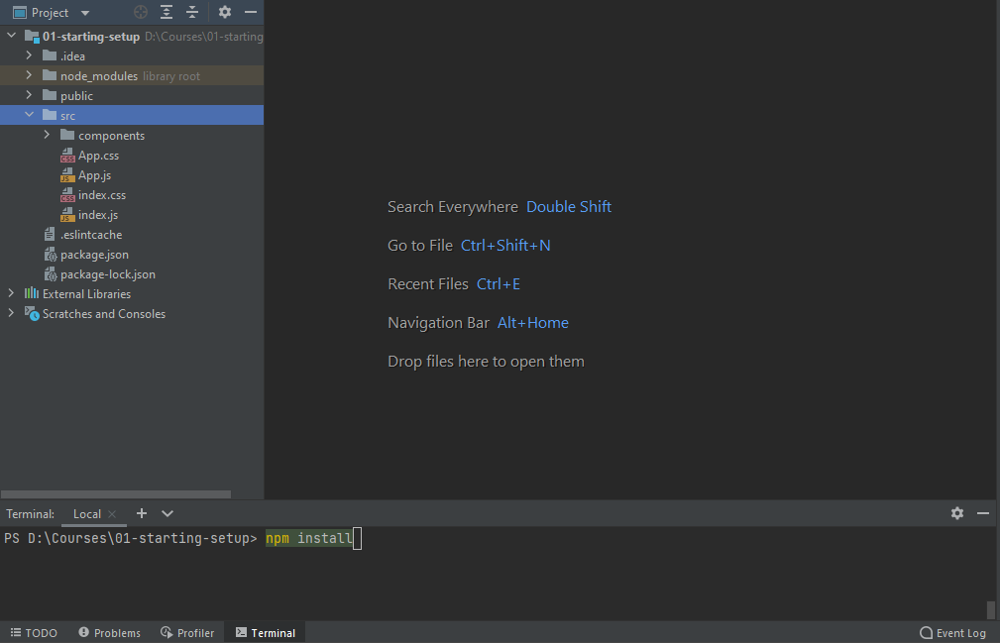 Project
01-starting-setup D:\Courses\01-starting
.idea
node_modules library root
public
src
components
App.css
App.js
index.css
index.js
.eslintcache
package.json
package-lock.json
External Libraries
Scratches and Consoles
Search Everywhere Double Shift
Go to File Ctrl+Shift+N
Recent Files Ctrl+E
Navigation Bar Alt+Home
Drop files here to open them
Terminal: Local
PS D:\Courses\01-starting-setup> npm install
TODO Problems Profiler Terminal Event Log